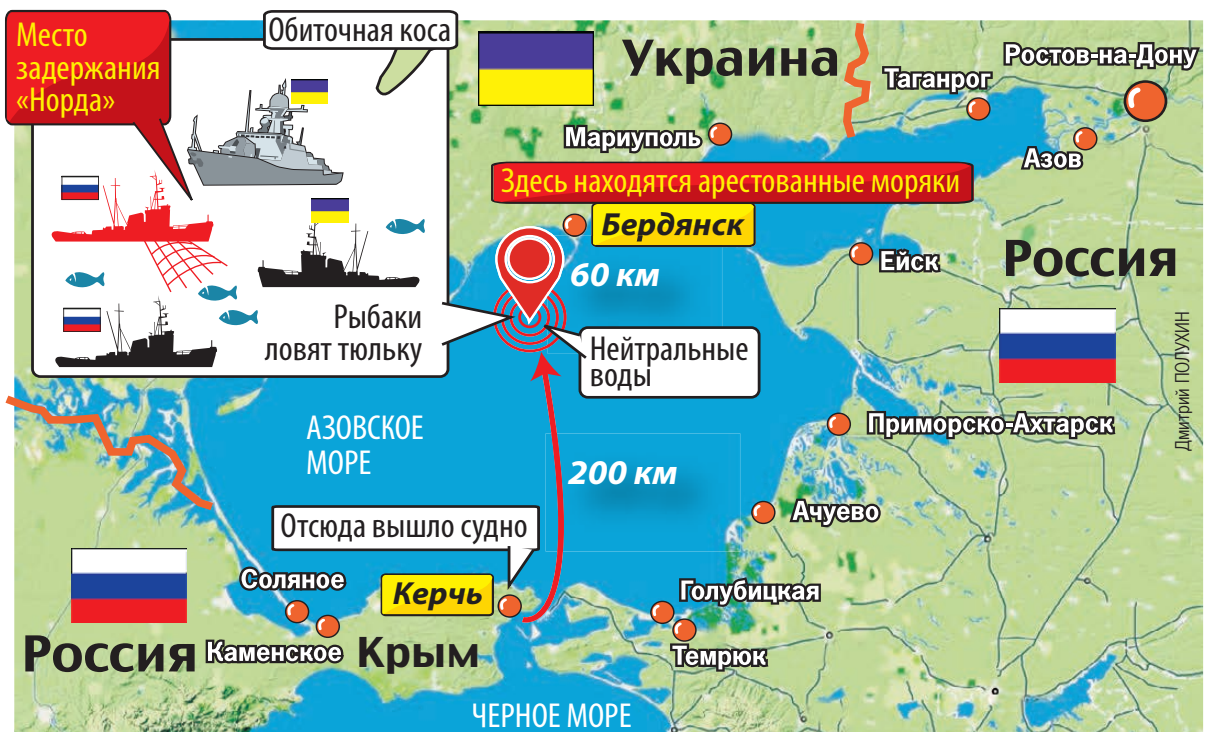 Место
задержания
«Норда»
Обиточная коса
Украина
Ростов-на-Дону
Таганрог
Азов
Мариуполь
Здесь находятся арестованные моряки
Бердянск
60 км
Ейск
Россия
Рыбаки
ловят тюльку
Нейтральные
воды
Дмитрий ПОЛУХИН
Приморско-Ахтарск
АЗОВСКОЕ
МОРЕ
200 км
Ачуево
Отсюда вышло судно
Соляное
Керчь
Голубицкая
Россия
Каменское
Крым
Темрюк
ЧЕРНОЕ МОРЕ